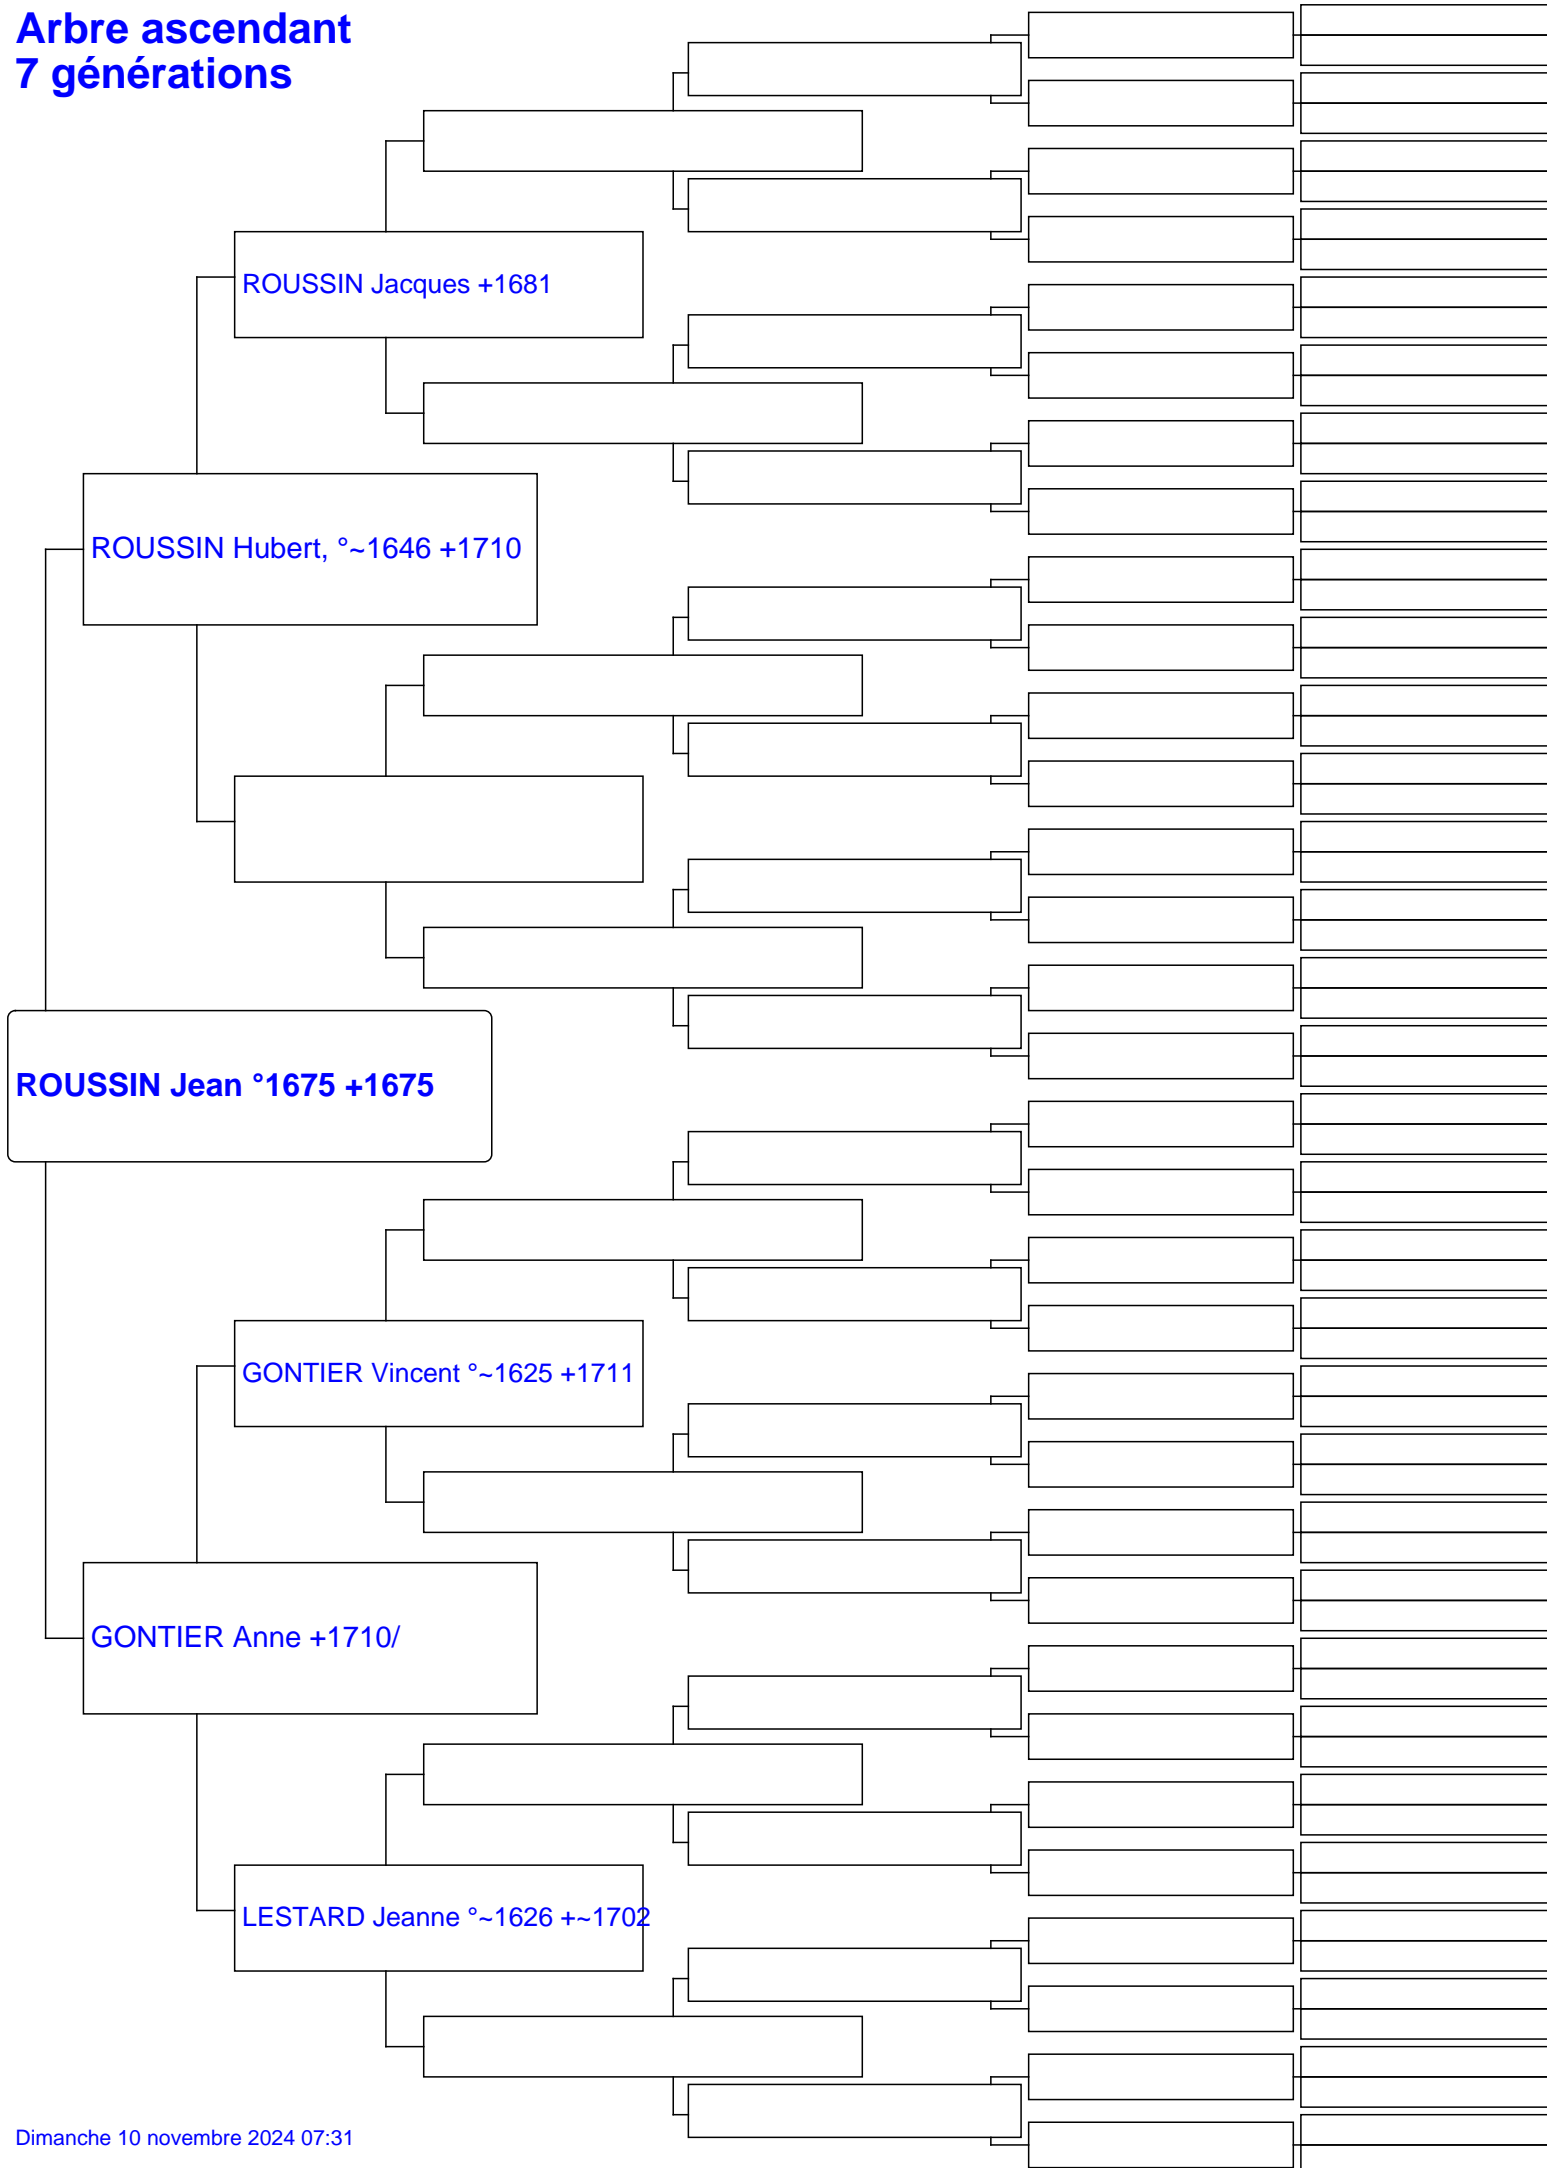 Arbre ascendant
7 générations
ROUSSIN Jacques +1681
ROUSSIN Hubert, °~1646 +1710
ROUSSIN Jean °1675 +1675
GONTIER Vincent °~1625 +1711
GONTIER Anne +1710/
LESTARD Jeanne °~1626 +~1702
Dimanche 10 novembre 2024 07:31